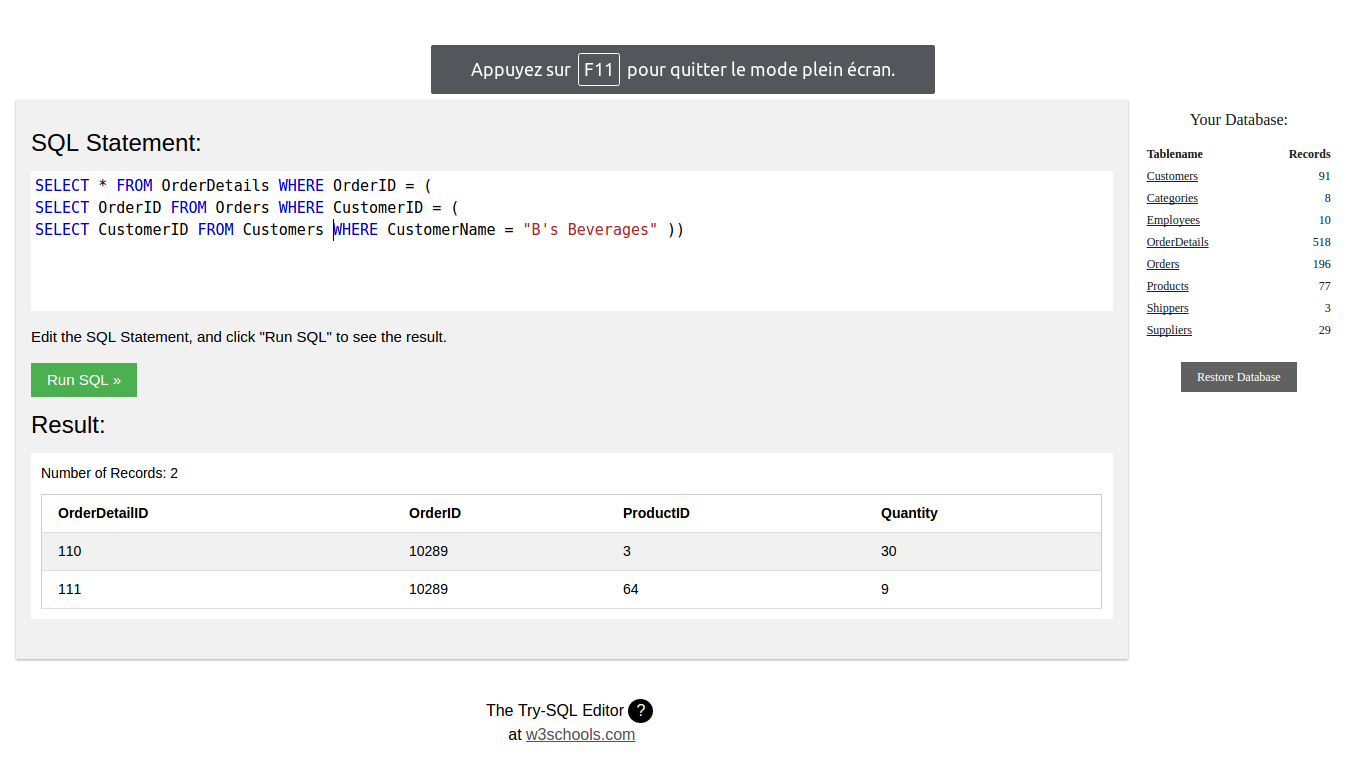 Appuyez sur F11 pour quitter le mode plein écran.
SQL Statement:
SELECT * FROM OrderDetails WHERE OrderID = (
SELECT OrderID FROM Orders WHERE CustomerID = (
SELECT CustomerID FROM Customers WHERE CustomerName = "B's Beverages" ))
Edit the SQL Statement, and click "Run SQL" to see the result.
Run SQL »
Result:
Number of Records: 2
OrderDetailID OrderID ProductID Quantity
110 10289 3 30
111 10289 64 9
Your Database:
Tablename Records
Customers 91
Categories 8
Employees 10
OrderDetails 518
Orders 196
Products 77
Shippers 3
Suppliers 29
Restore Database
The Try-SQL Editor ?
at w3schools.com